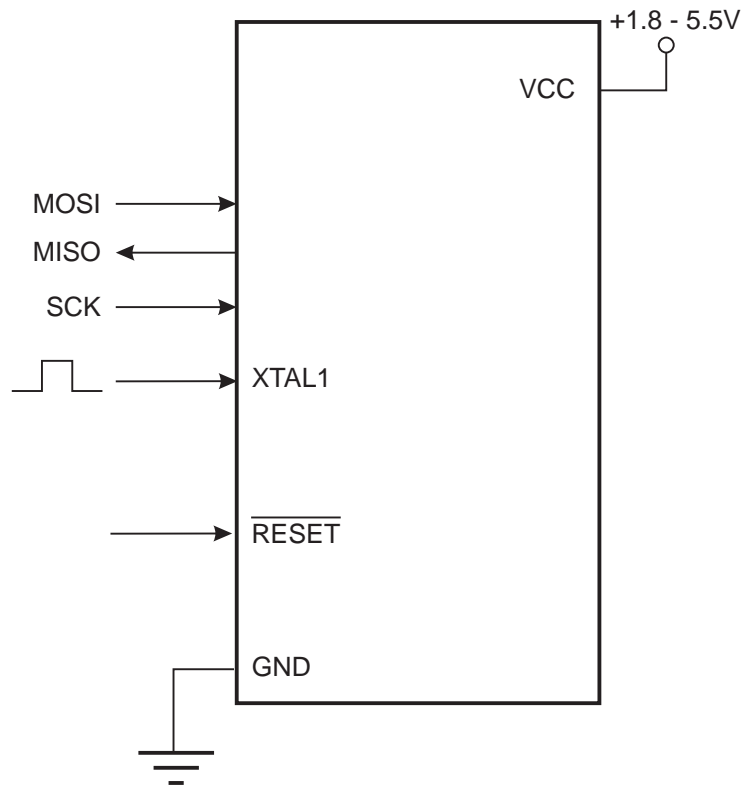 +1.8 - 5.5V
VCC
MOSI
MISO
SCK
XTAL1
RESET
GND